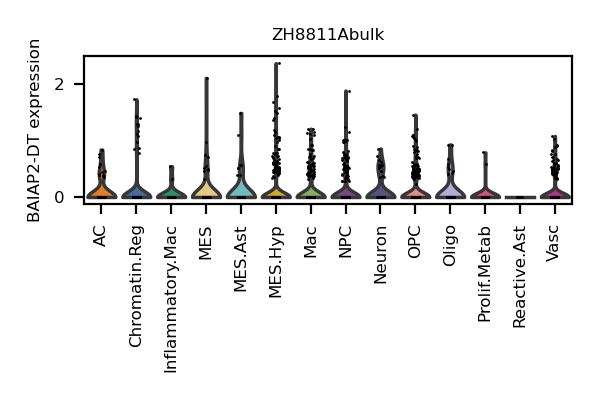 ZH8811Abulk
BAIAP2-DT expression
2
0
AC
Chromatin.Reg
Inflammatory.Mac
MES
MES.Ast
MES.Hyp
Mac
NPC
Neuron
OPC
Oligo
Prolif.Metab
Reactive.Ast
Vasc